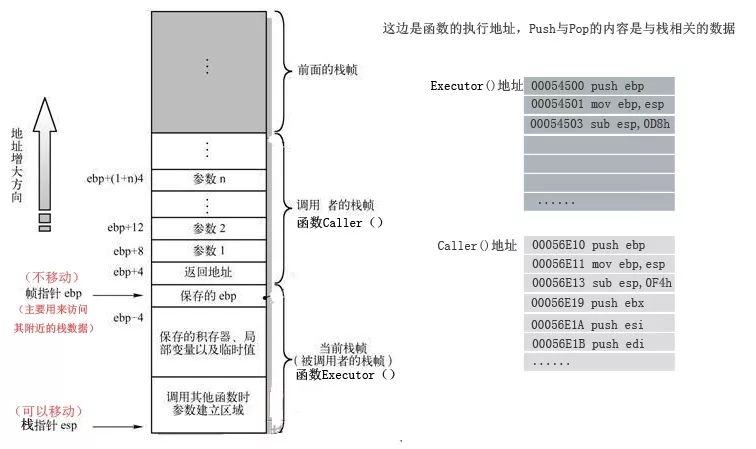 这边是函数的执行地址，Push与Pop的内容是与栈相关的数据
前面的栈帧
地址增大方向
ebp+(1+n)4
参数 n
ebp+12
参数 2
ebp+8
参数 1
ebp+4
返回地址
调用 者的栈帧
函数Caller（）
(不移动)
帧指针 ebp
(主要用来访问
其附近的栈数据)
保存的 ebp
ebp-4
保存的积存器、局
部变量以及临时值
当前栈帧
(被调用者的栈帧)
函数Executor（）
调用其他函数时
参数建立区域
(可以移动)
栈指针 esp
Executor()地址
00054500 push ebp
00054501 mov ebp,esp
00054503 sub esp,0D8h
......
Caller()地址
00056E10 push ebp
00056E11 mov ebp,esp
00056E13 sub esp,0F4h
00056E19 push ebx
00056E1A push esi
00056E1B push edi
......